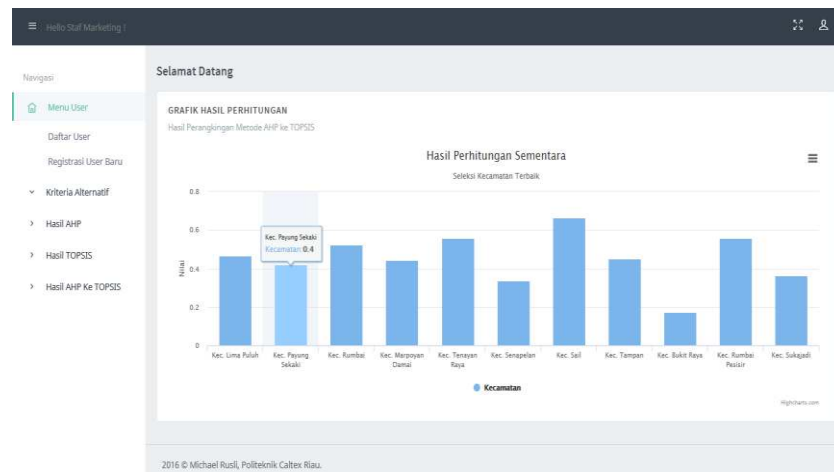 Hello Staf Marketing !
Navigasi
Menu User
Daftar User
Registrasi User Baru
Kriteria Alternatif
Hasil AHP
Hasil TOPSIS
Hasil AHP Ke TOPSIS
Selamat Datang
GRAFIK HASIL PERHITUNGAN
Hasil Perangkingan Metode AHP ke TOPSIS
Hasil Perhitungan Sementara
Seleksi Kecamatan Terbaik
Nilai
0.8
0.6
0.4
0.2
0
Kec. Payung Sekaki
Kecamatan 0.4
Kec. Lima Puluh
Kec. Payung Sekaki
Kec. Rumbai
Kec. Marpoyan Damai
Kec. Tenayan Raya
Kec. Senapelan
Kec. Sail
Kec. Tampan
Kec. Bukit Raya
Kec. Rumbai Pesisir
Kec. Sukajadi
Kecamatan
Highcharts.com
2016 © Michael Rusli, Politeknik Caltex Riau.